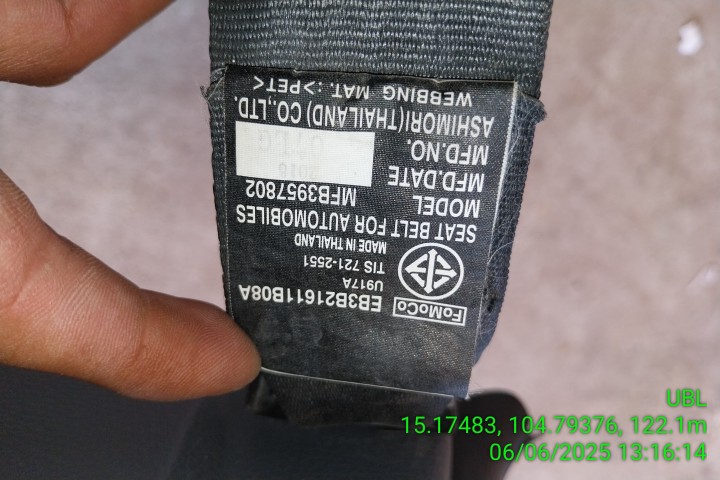 FoMoCo
EB3B21611B08A
U917A
TIS 721-2551
MADE IN THAILAND
SEAT BELT FOR AUTOMOBILES
MODEL MFB3957802
MFD.DATE 2016
MFD.NO.
ASHIMORI(THAILAND) CO.,LTD.
WEBBING MAT.:>PET<
UBL
15.17483, 104.79376, 122.1m
06/06/2025 13:16:14